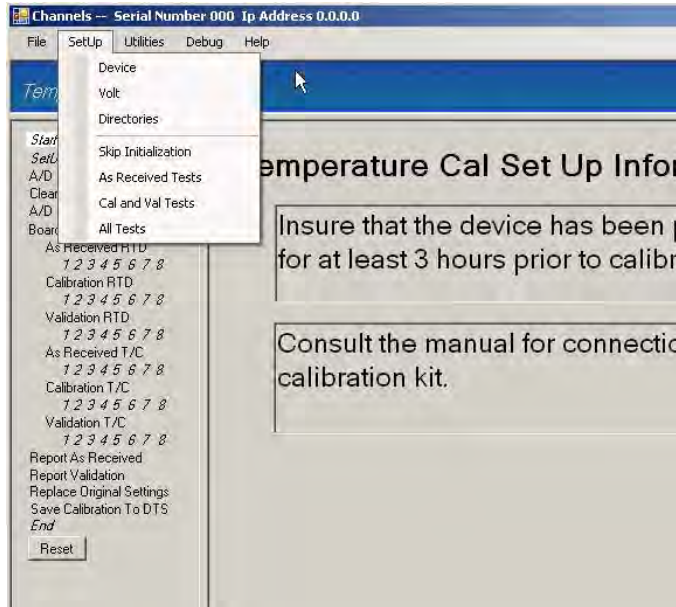 Channels -- Serial Number 000 Ip Address 0.0.0.0
File SetUp Utilities Debug Help
Device
Volt
Directories
Skip Initialization
As Received Tests
Cal and Val Tests
All Tests
A/D
A/D
As Received RTD
1 2 3 4 5 6 7 8
Calibration RTD
1 2 3 4 5 6 7 8
Validation RTD
1 2 3 4 5 6 7 8
As Received T/C
1 2 3 4 5 6 7 8
Calibration T/C
1 2 3 4 5 6 7 8
Validation T/C
1 2 3 4 5 6 7 8
Report As Received
Report Validation
Replace Original Settings
Save Calibration To DTS
End
Reset
emperature Cal Set Up Infor
Insure that the device has been p
for at least 3 hours prior to calibr
Consult the manual for connectio
calibration kit.